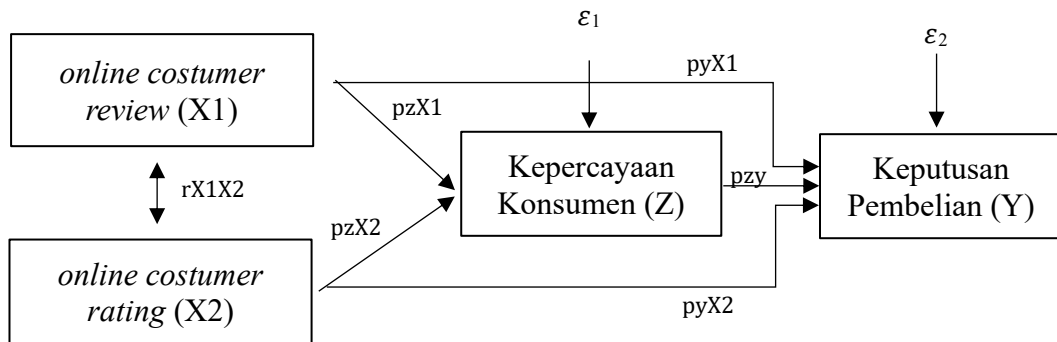 online costumer
review (X1)
rX1X2
online costumer
rating (X2)
pzX1
pzX2
pyX1
ε1
Kepercayaan
Konsumen (Z)
pzy
pyX2
ε2
Keputusan
Pembelian (Y)